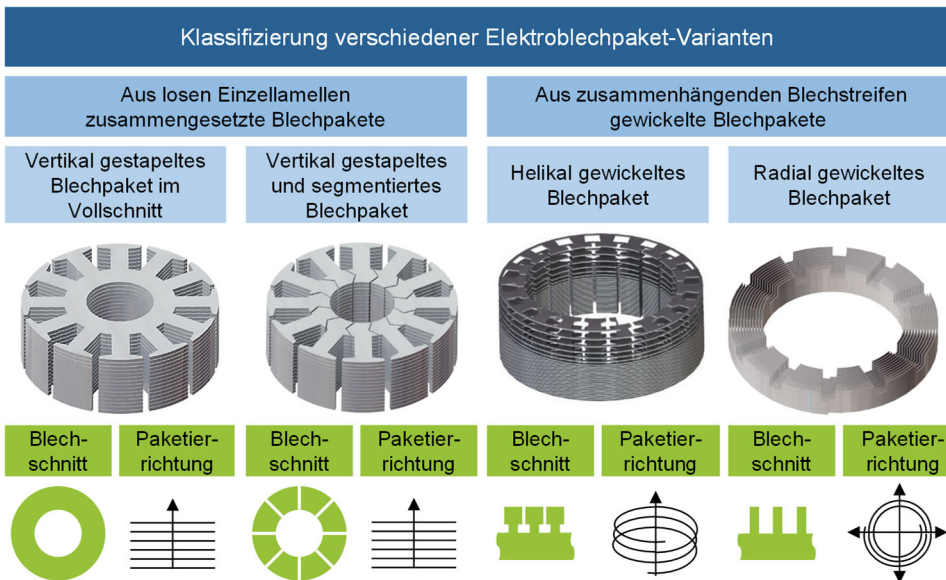 Klassifizierung verschiedener Elektroblechpaket-Varianten
Aus losen Einzellamellen
zusammengesetzte Blechpakete
Aus zusammenhängenden Blechstreifen
gewickelte Blechpakete
Vertikal gestapeltes
Blechpaket im
Vollschnitt
Vertikal gestapeltes
und segmentiertes
Blechpaket
Helikal gewickeltes
Blechpaket
Radial gewickeltes
Blechpaket
Blech-
schnitt
Paketier-
richtung
Blech-
schnitt
Paketier-
richtung
Blech-
schnitt
Paketier-
richtung
Blech-
schnitt
Paketier-
richtung